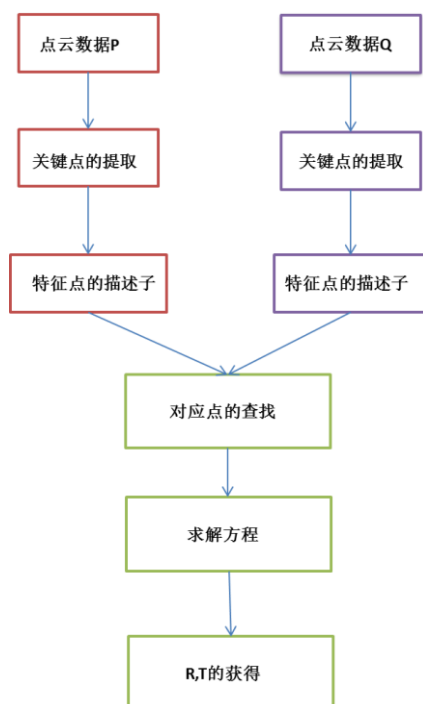 点云数据P
点云数据Q
关键点的提取
关键点的提取
特征点的描述子
特征点的描述子
对应点的查找
求解方程
R,T的获得